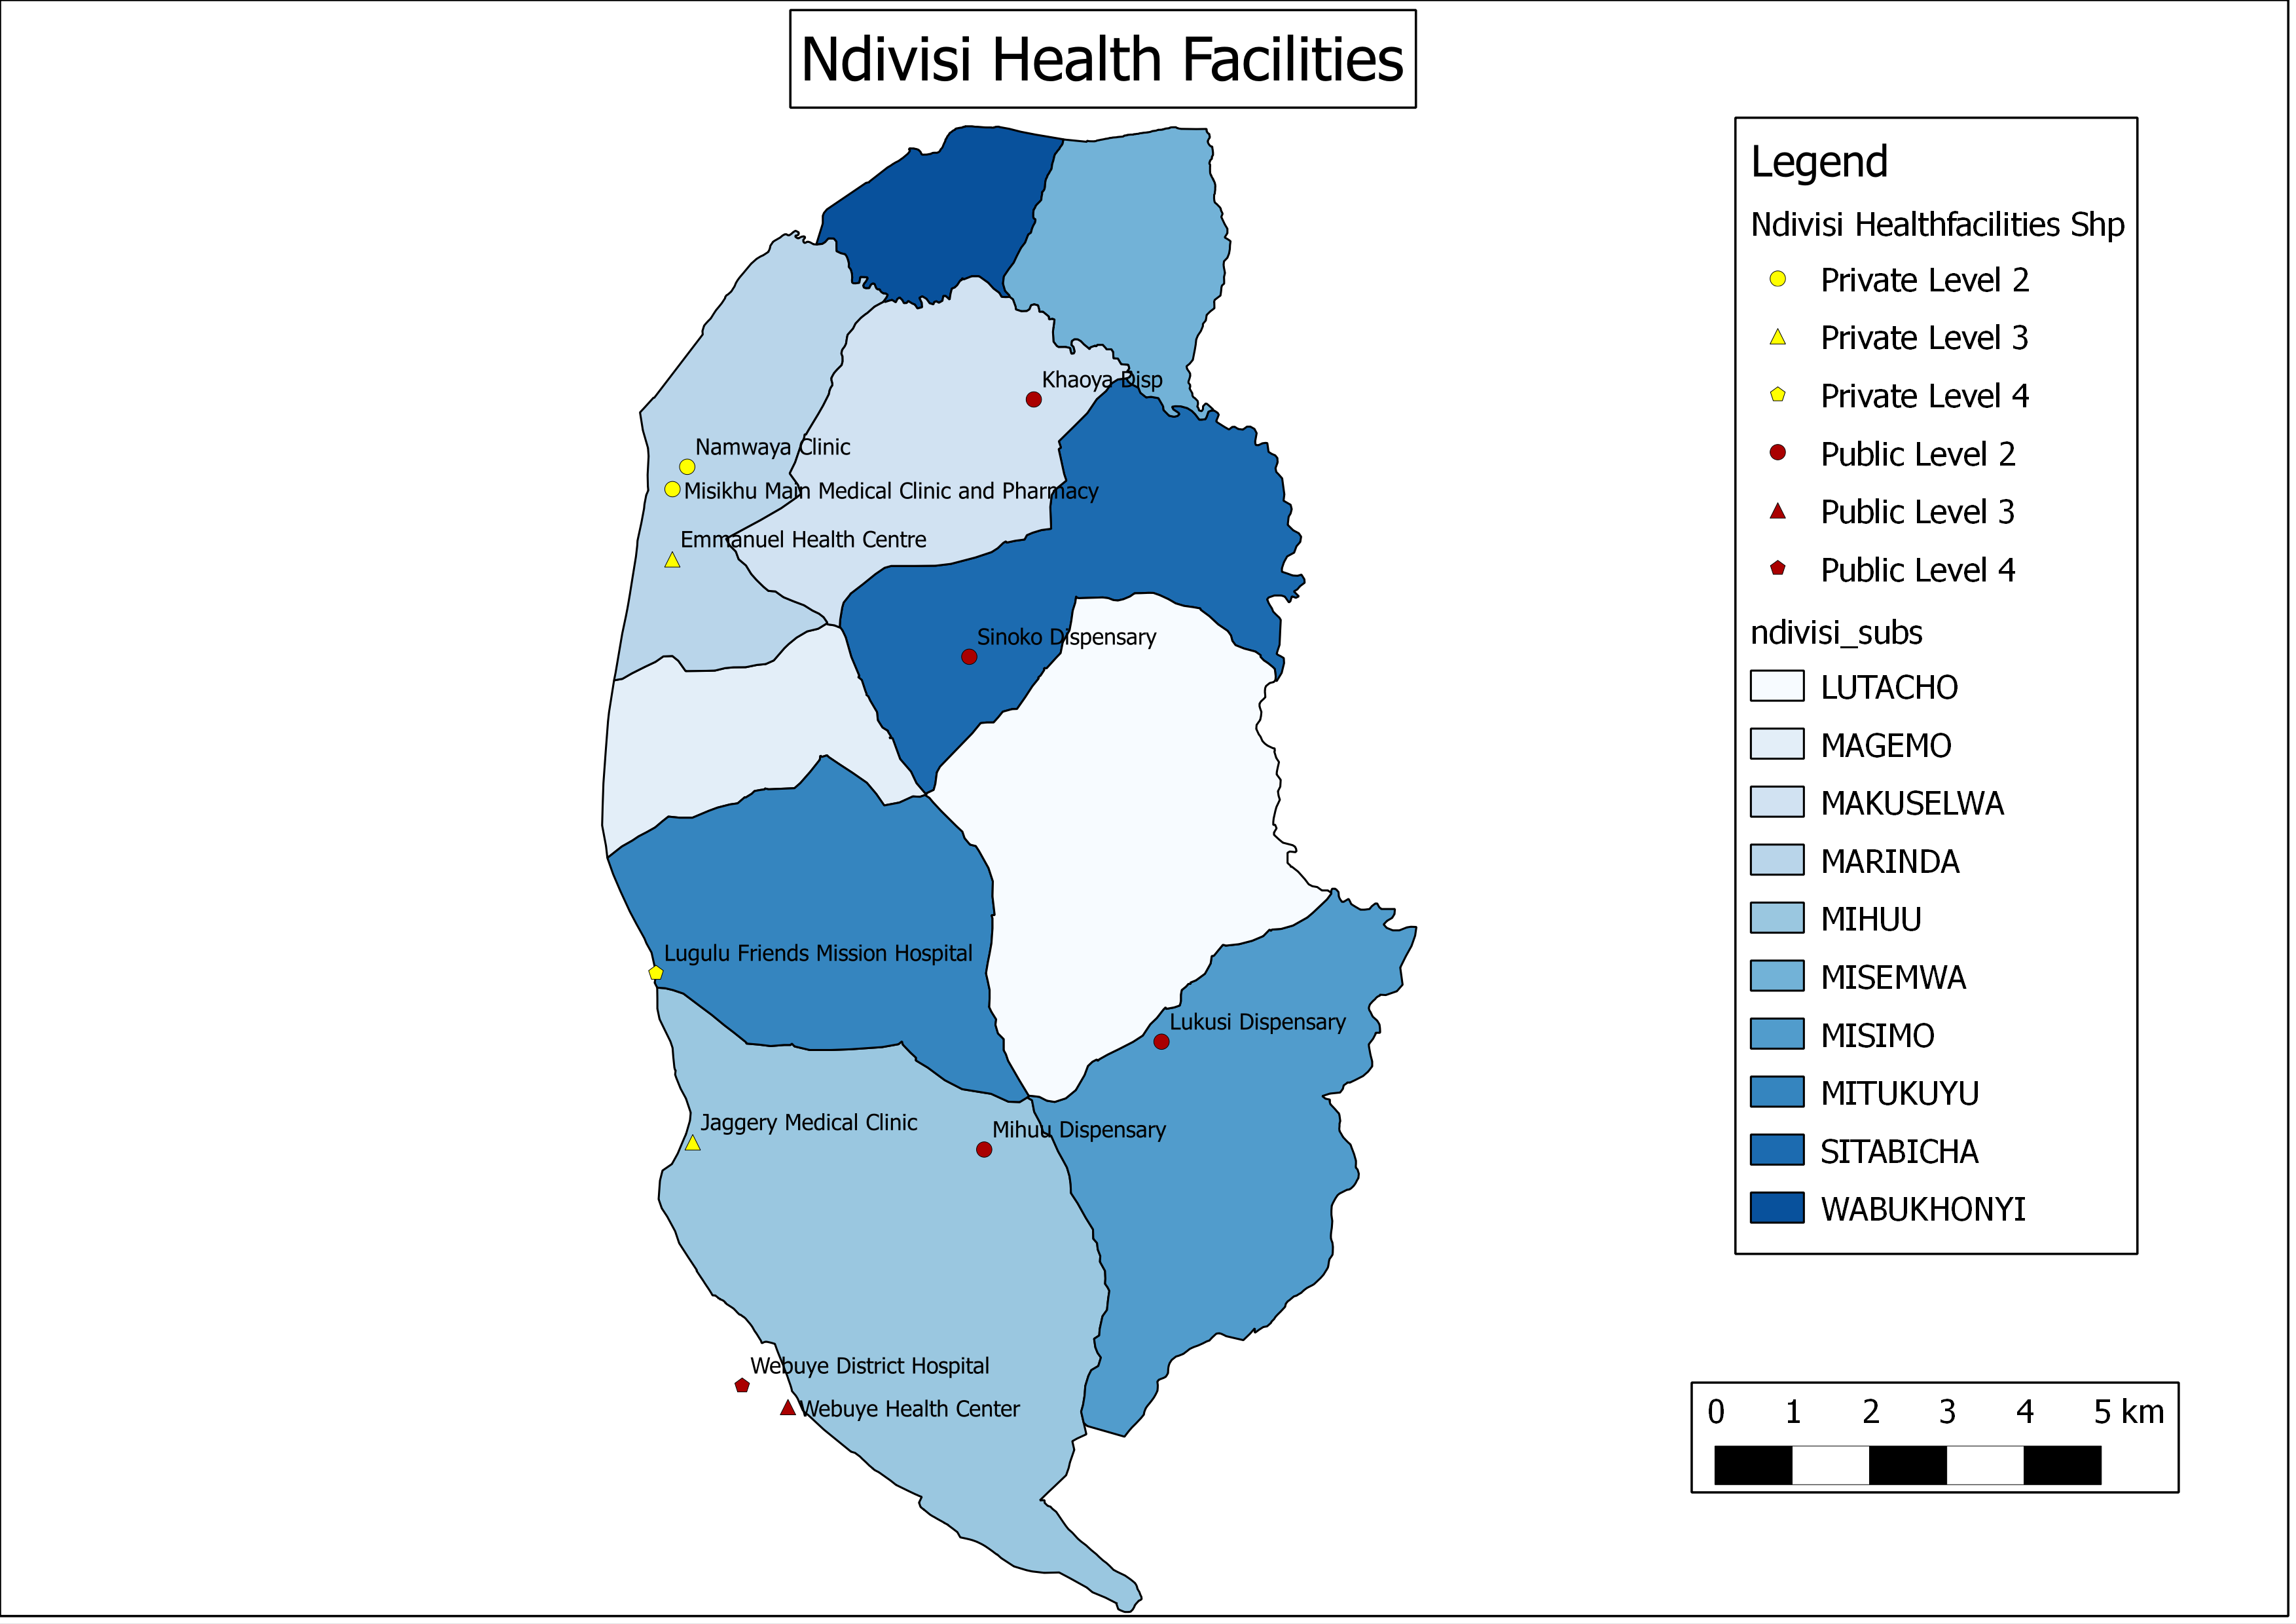 Ndivisi Health Facilities
Khaoya Disp
Namwaya Clinic
Misikhu Main Medical Clinic and Pharmacy
Emmanuel Health Centre
Sinoko Dispensary
Lugulu Friends Mission Hospital
Lukusi Dispensary
Jaggery Medical Clinic
Mihuu Dispensary
Webuye District Hospital
Webuye Health Center
Legend
Ndivisi Healthfacilities Shp
Private Level 2
Private Level 3
Private Level 4
Public Level 2
Public Level 3
Public Level 4
ndivisi_subs
LUTACHO
MAGEMO
MAKUSELWA
MARINDA
MIHUU
MISEMWA
MISIMO
MITUKUYU
SITABICHA
WABUKHONYI
0 1 2 3 4 5 km